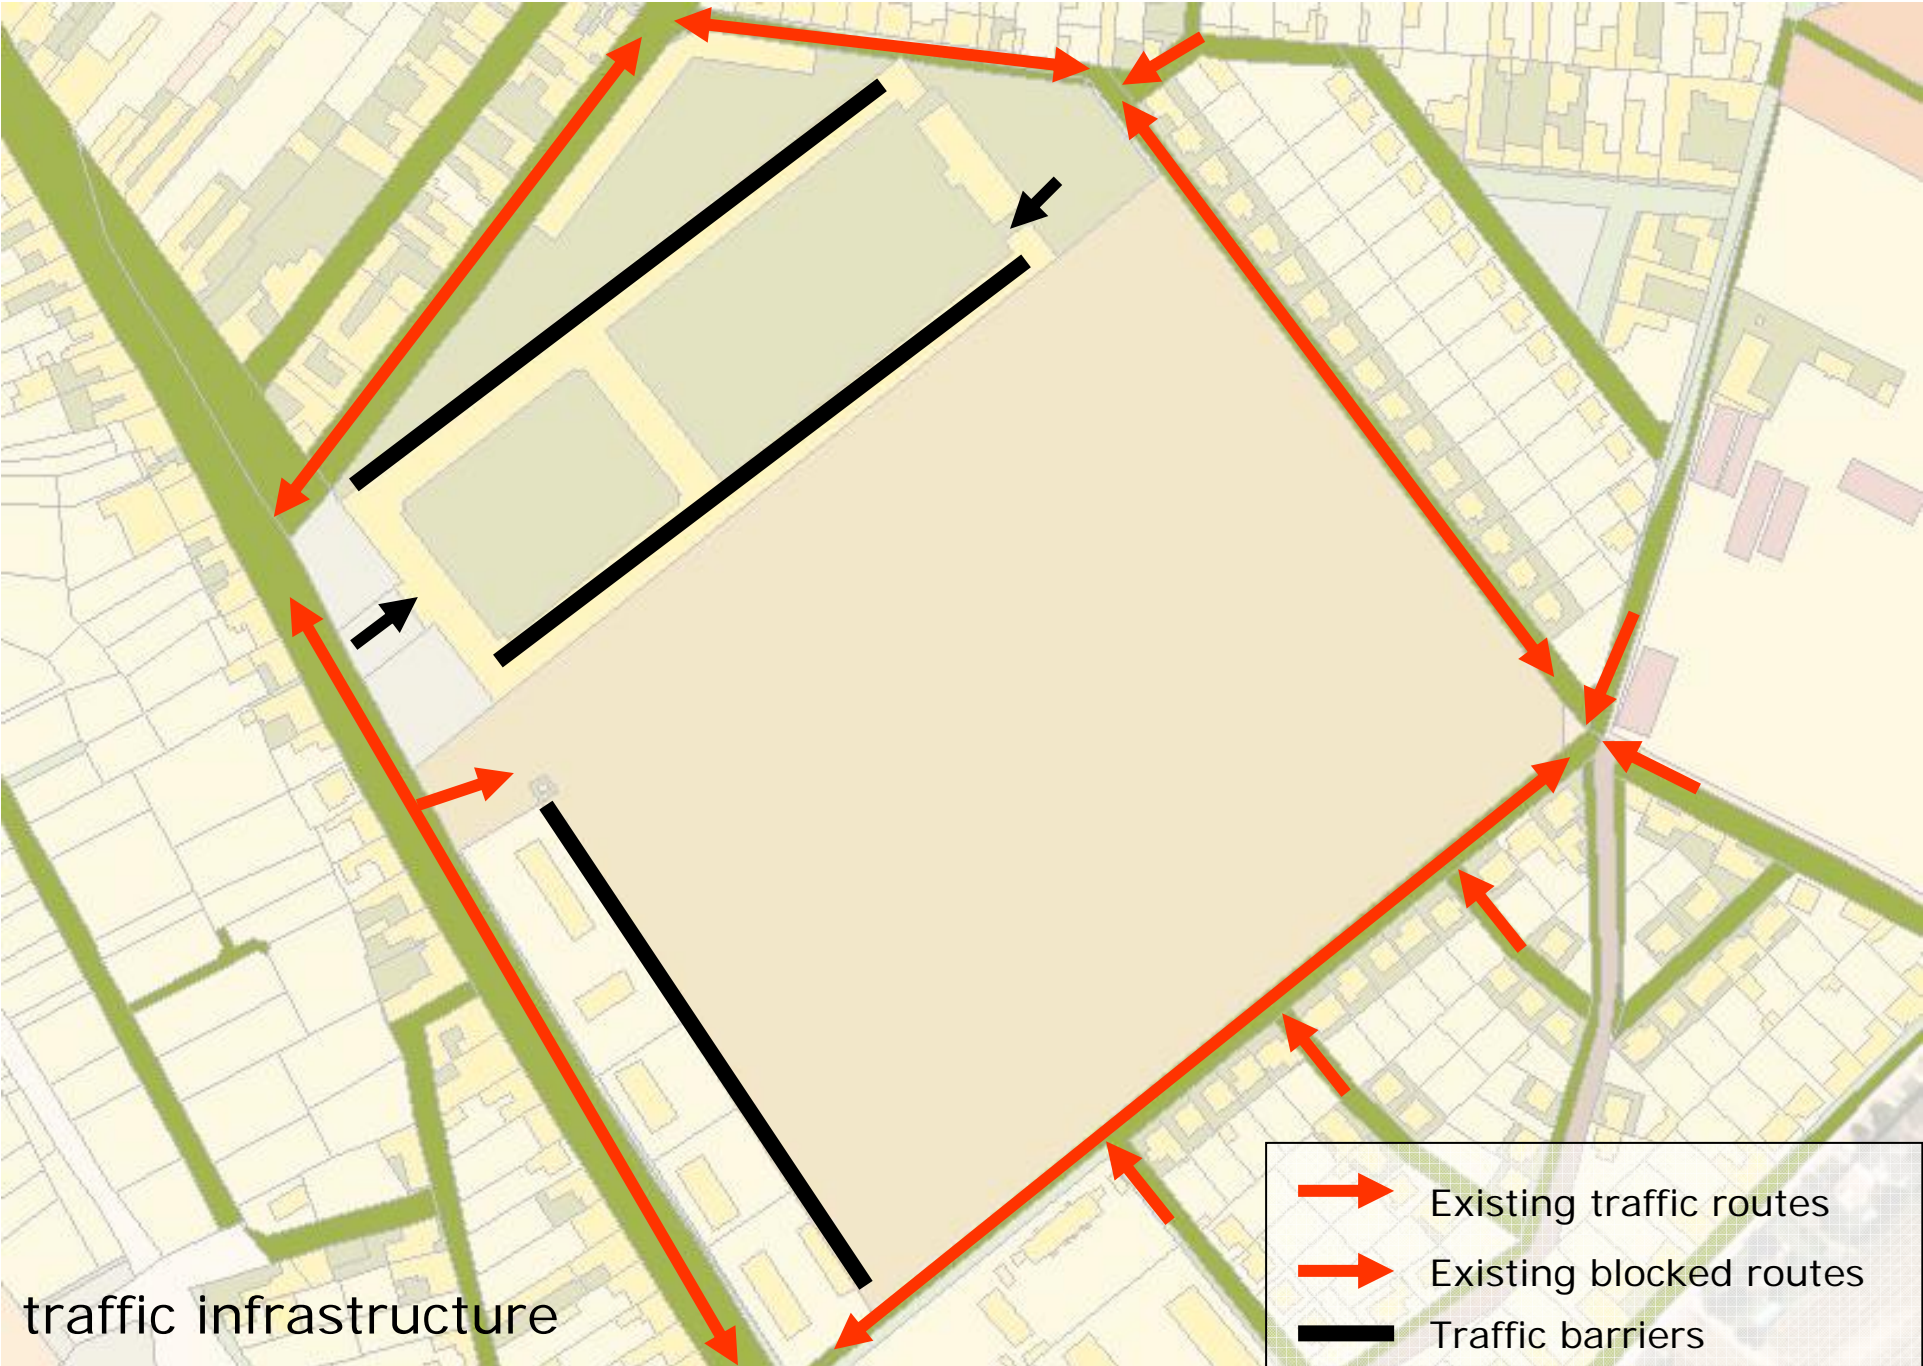 Existing traffic routes
Existing blocked routes
Traffic barriers
traffic infrastructure